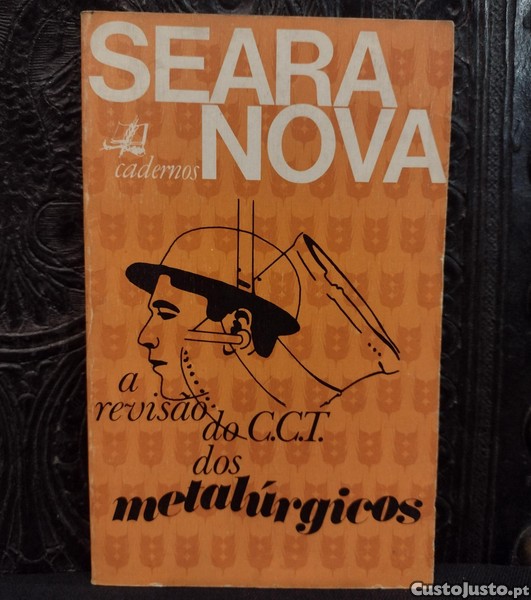 SEARA
cadernos NOVA
a
revisão
do C.C.T.
dos
metalúrgicos
CustoJusto.pt